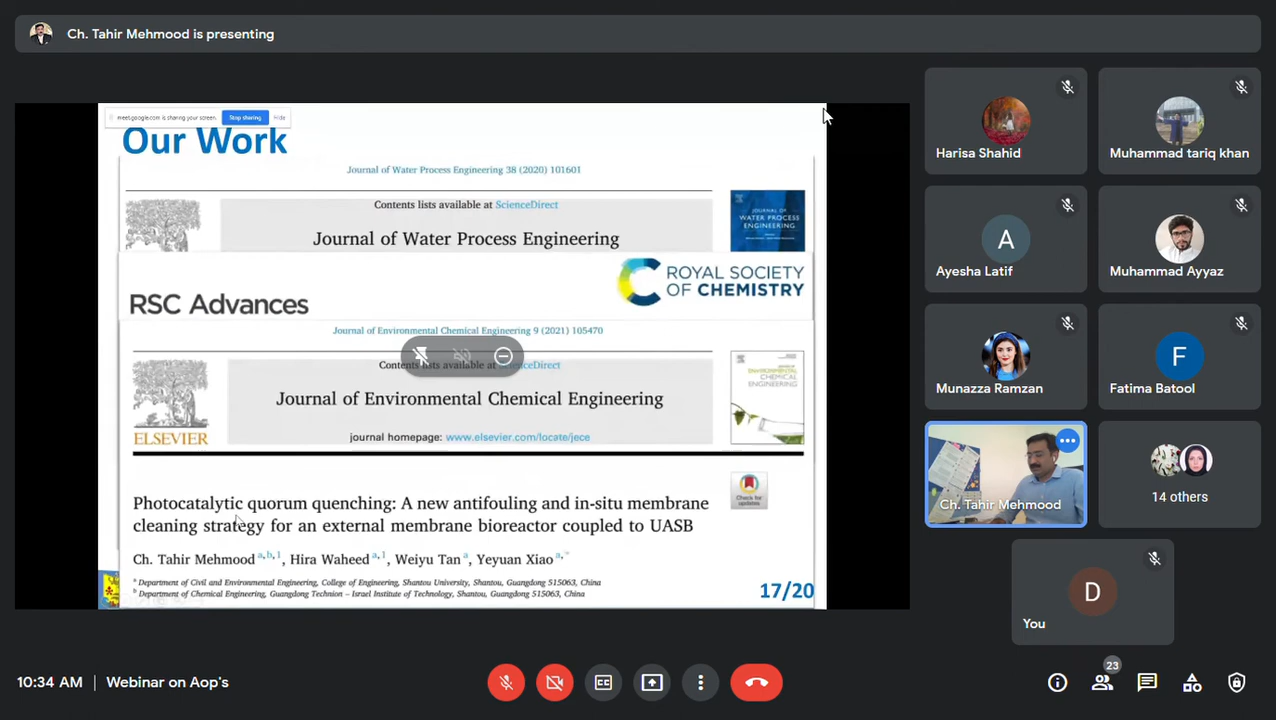 Ch. Tahir Mehmood is presenting
meet.google.com is sharing your screen.
Stop sharing
Hide
Our Work
Journal of Water Process Engineering 38 (2020) 101601
Contents lists available at ScienceDirect
Journal of Water Process Engineering
JOURNAL OF
WATER PROCESS
ENGINEERING
RSC Advances
ROYAL SOCIETY
OF CHEMISTRY
Journal of Environmental Chemical Engineering 9 (2021) 105470
Contents lists available at ScienceDirect
Journal of Environmental Chemical Engineering
ELSEVIER
journal homepage: www.elsevier.com/locate/jece
ENVIRONMENTAL
CHEMICAL
ENGINEERING
Check for
updates
Photocatalytic quorum quenching: A new antifouling and in-situ membrane
cleaning strategy for an external membrane bioreactor coupled to UASB
Ch. Tahir Mehmood a,b,1, Hira Waheed a,1, Weiyu Tan a, Yeyuan Xiao a,*
a Department of Civil and Environmental Engineering, College of Engineering, Shantou University, Shantou, Guangdong 515063, China
b Department of Chemical Engineering, Guangdong Technion – Israel Institute of Technology, Shantou, Guangdong 515063, China
17/20
Harisa Shahid
Muhammad tariq khan
A
Ayesha Latif
Muhammad Ayyaz
Munazza Ramzan
F
Fatima Batool
Ch. Tahir Mehmood
14 others
D
You
10:34 AM | Webinar on Aop's
CC
23